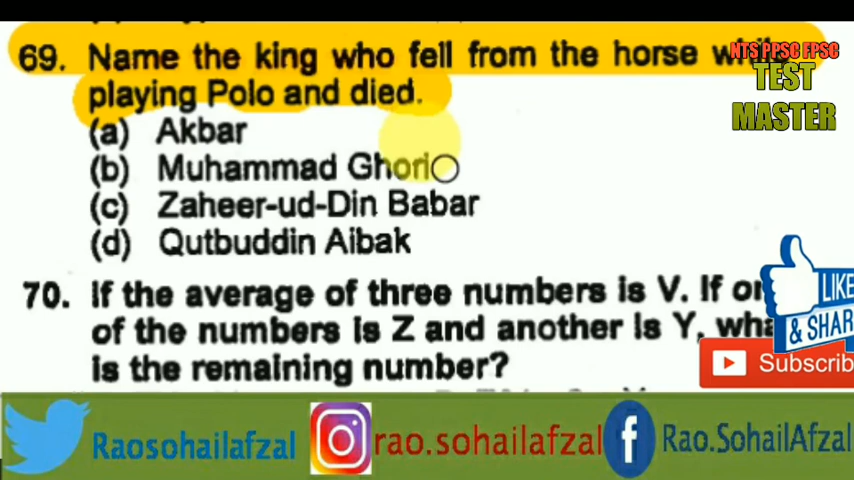 69. Name the king who fell from the horse while
playing Polo and died.
(a) Akbar
(b) Muhammad Ghori
(c) Zaheer-ud-Din Babar
(d) Qutbuddin Aibak
70. If the average of three numbers is V. If
of the numbers is Z and another is Y,
is the remaining number?
NTS PPSC FPSC
TEST
MASTER
LIKE
& SHAR
Subscrib
Raosohailafzal
rao.sohailafzal
Rao.SohailAfzal